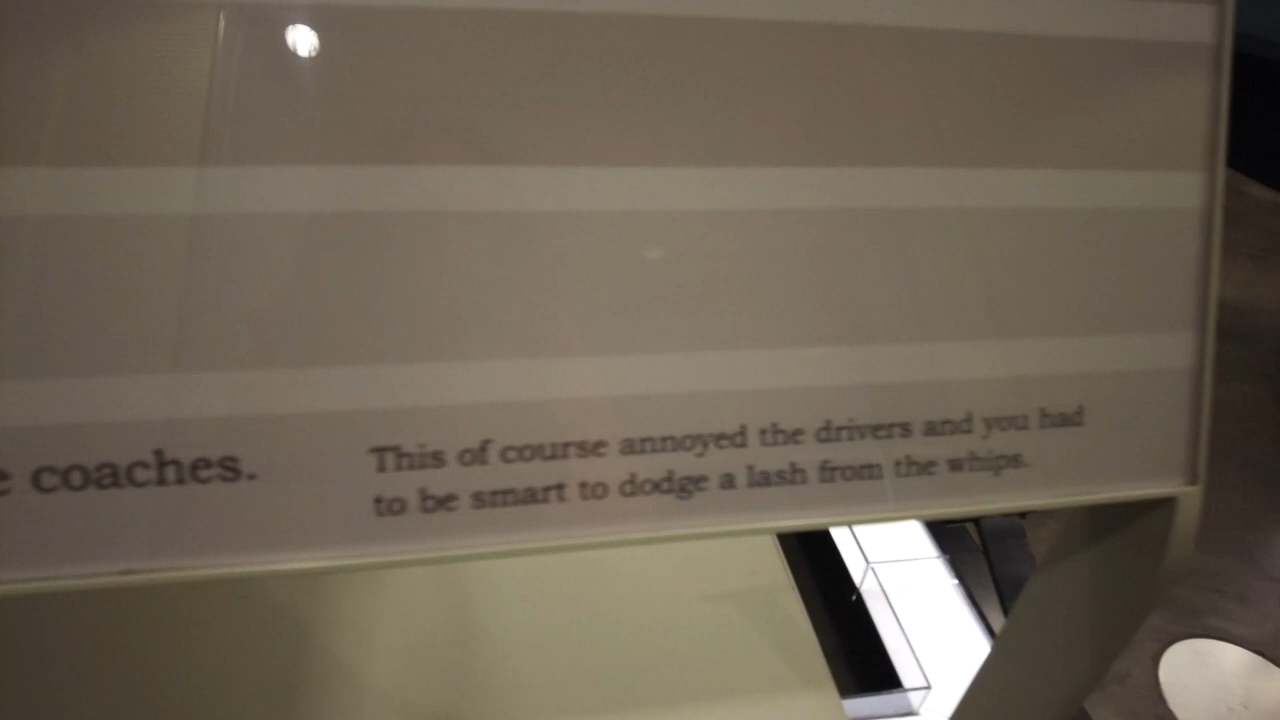 coaches.
This of course annoyed the drivers and you had
to be smart to dodge a lash from the whips.